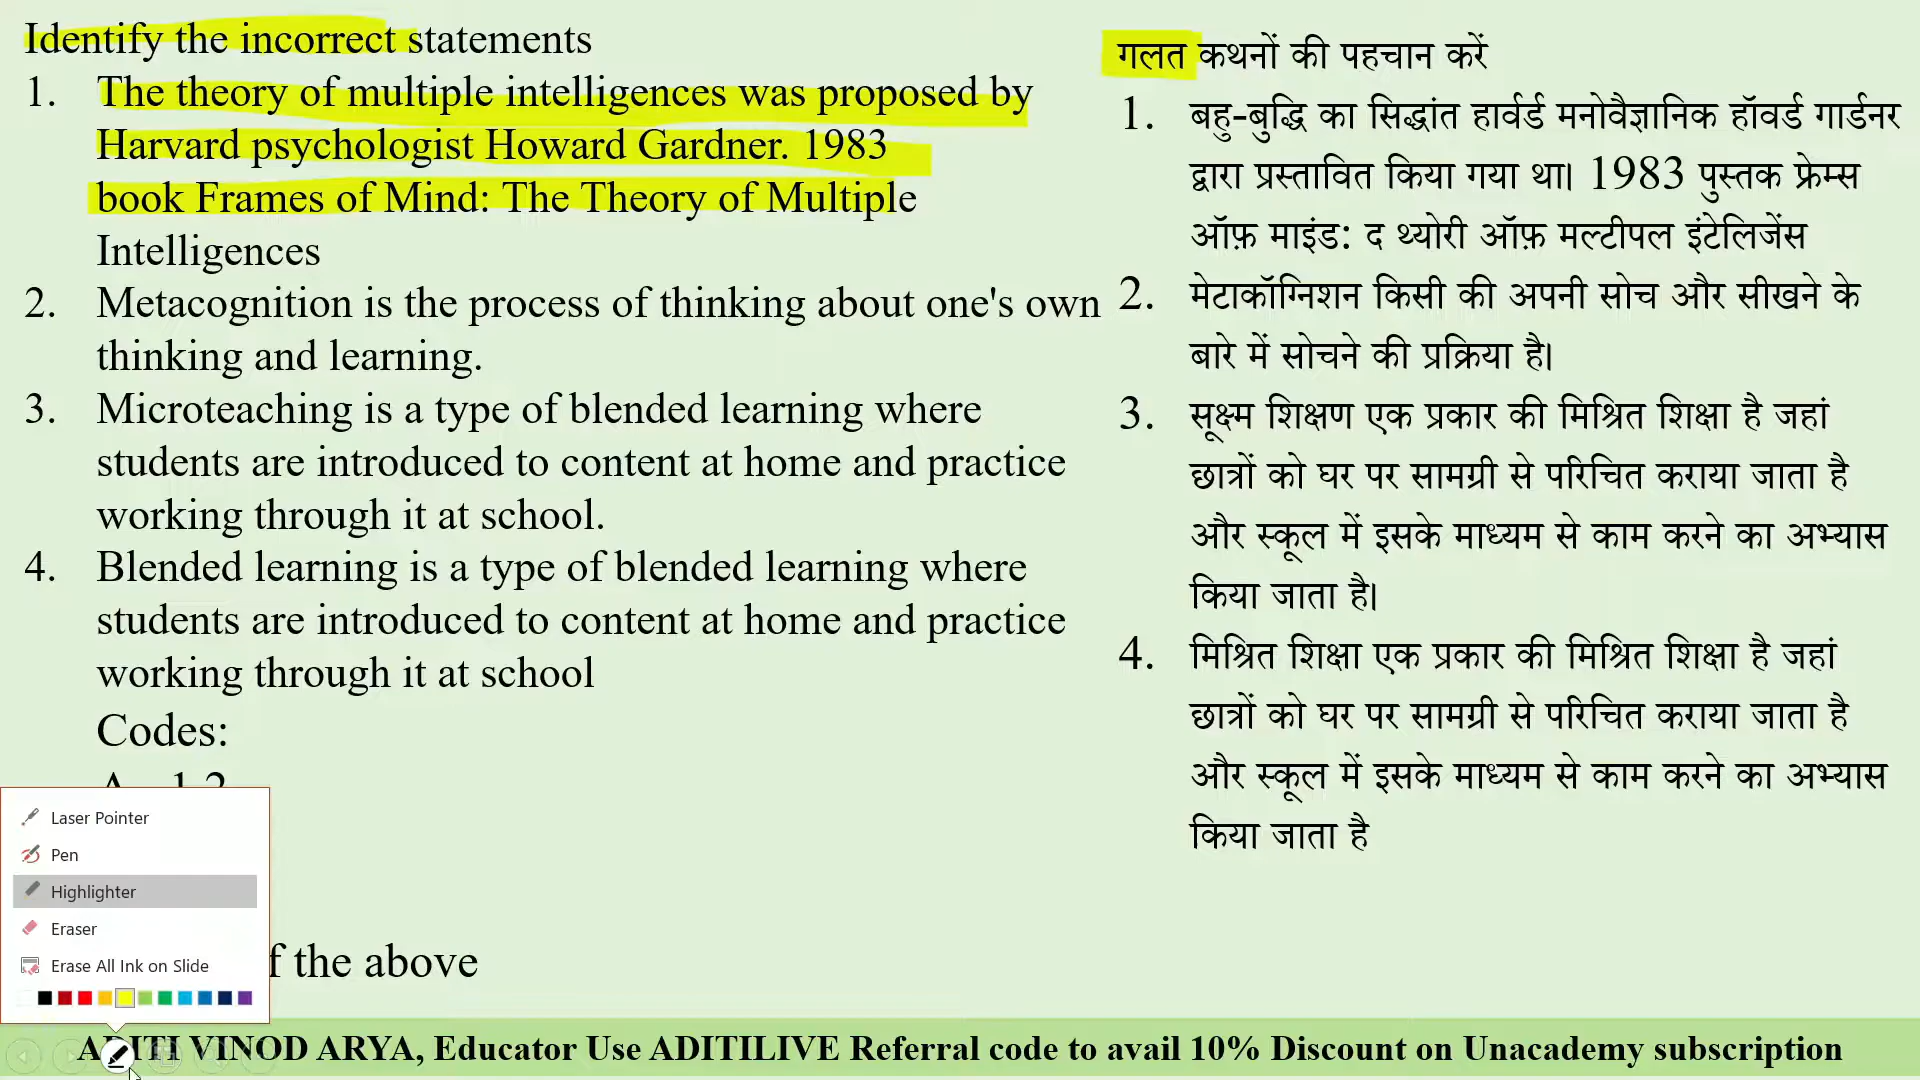 Identify the incorrect statements
1. The theory of multiple intelligences was proposed by
Harvard psychologist Howard Gardner. 1983
book Frames of Mind: The Theory of Multiple
Intelligences
2. Metacognition is the process of thinking about one's own
thinking and learning.
3. Microteaching is a type of blended learning where
students are introduced to content at home and practice
working through it at school.
4. Blended learning is a type of blended learning where
students are introduced to content at home and practice
working through it at school
Codes:
A. 1,2
f the above
गलत कथनों की पहचान करें
1. बहु-बुद्धि का सिद्धांत हार्वर्ड मनोवैज्ञानिक हॉवर्ड गार्डनर
द्वारा प्रस्तावित किया गया था। 1983 पुस्तक फ्रेम्स
ऑफ़ माइंड: द थ्योरी ऑफ़ मल्टीपल इंटेलिजेंस
2. मेटाकॉग्निशन किसी की अपनी सोच और सीखने के
बारे में सोचने की प्रक्रिया है।
3. सूक्ष्म शिक्षण एक प्रकार की मिश्रित शिक्षा है जहां
छात्रों को घर पर सामग्री से परिचित कराया जाता है
और स्कूल में इसके माध्यम से काम करने का अभ्यास
किया जाता है।
4. मिश्रित शिक्षा एक प्रकार की मिश्रित शिक्षा है जहां
छात्रों को घर पर सामग्री से परिचित कराया जाता है
और स्कूल में इसके माध्यम से काम करने का अभ्यास
किया जाता है
Laser Pointer
Pen
Highlighter
Eraser
Erase All Ink on Slide
ADITI VINOD ARYA, Educator Use ADITILIVE Referral code to avail 10% Discount on Unacademy subscription